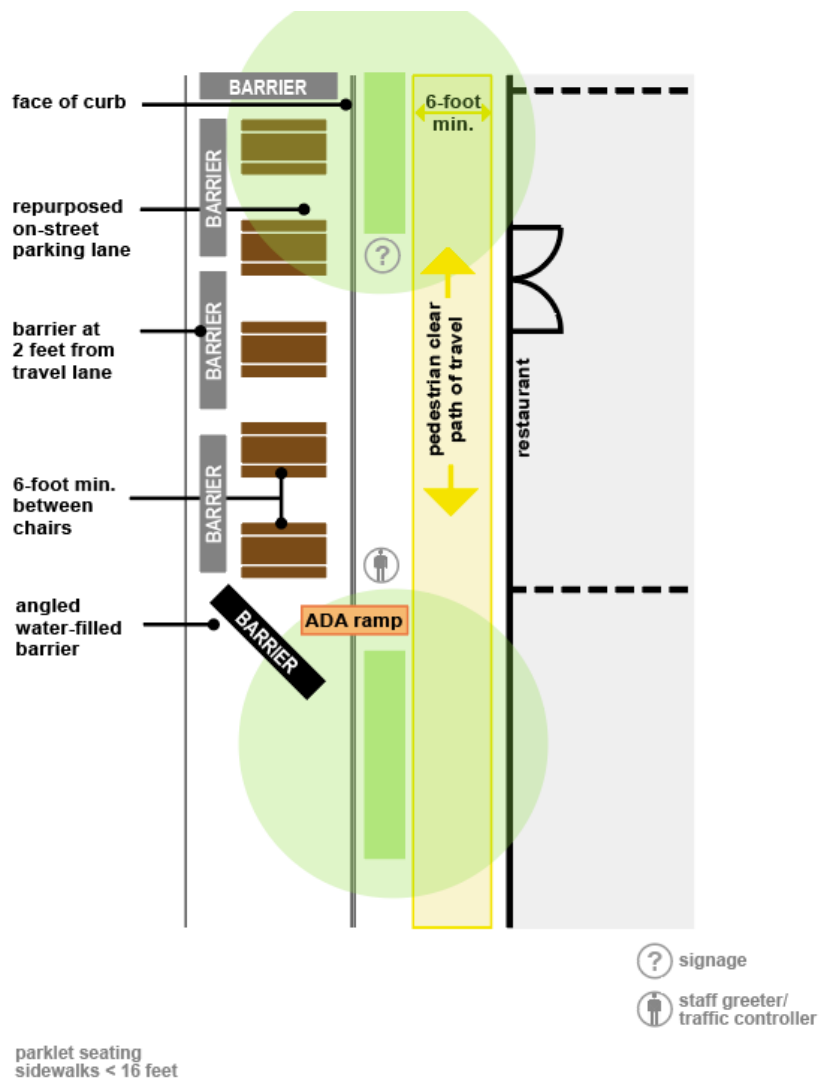 BARRIER
face of curb
6-foot
min.
BARRIER
repurposed
on-street
parking lane
?
barrier at
2 feet from
travel lane
BARRIER
pedestrian clear
path of travel
restaurant
6-foot min.
between
chairs
BARRIER
angled
water-filled
barrier
BARRIER
ADA ramp
? signage
staff greeter/
traffic controller
parklet seating
sidewalks < 16 feet